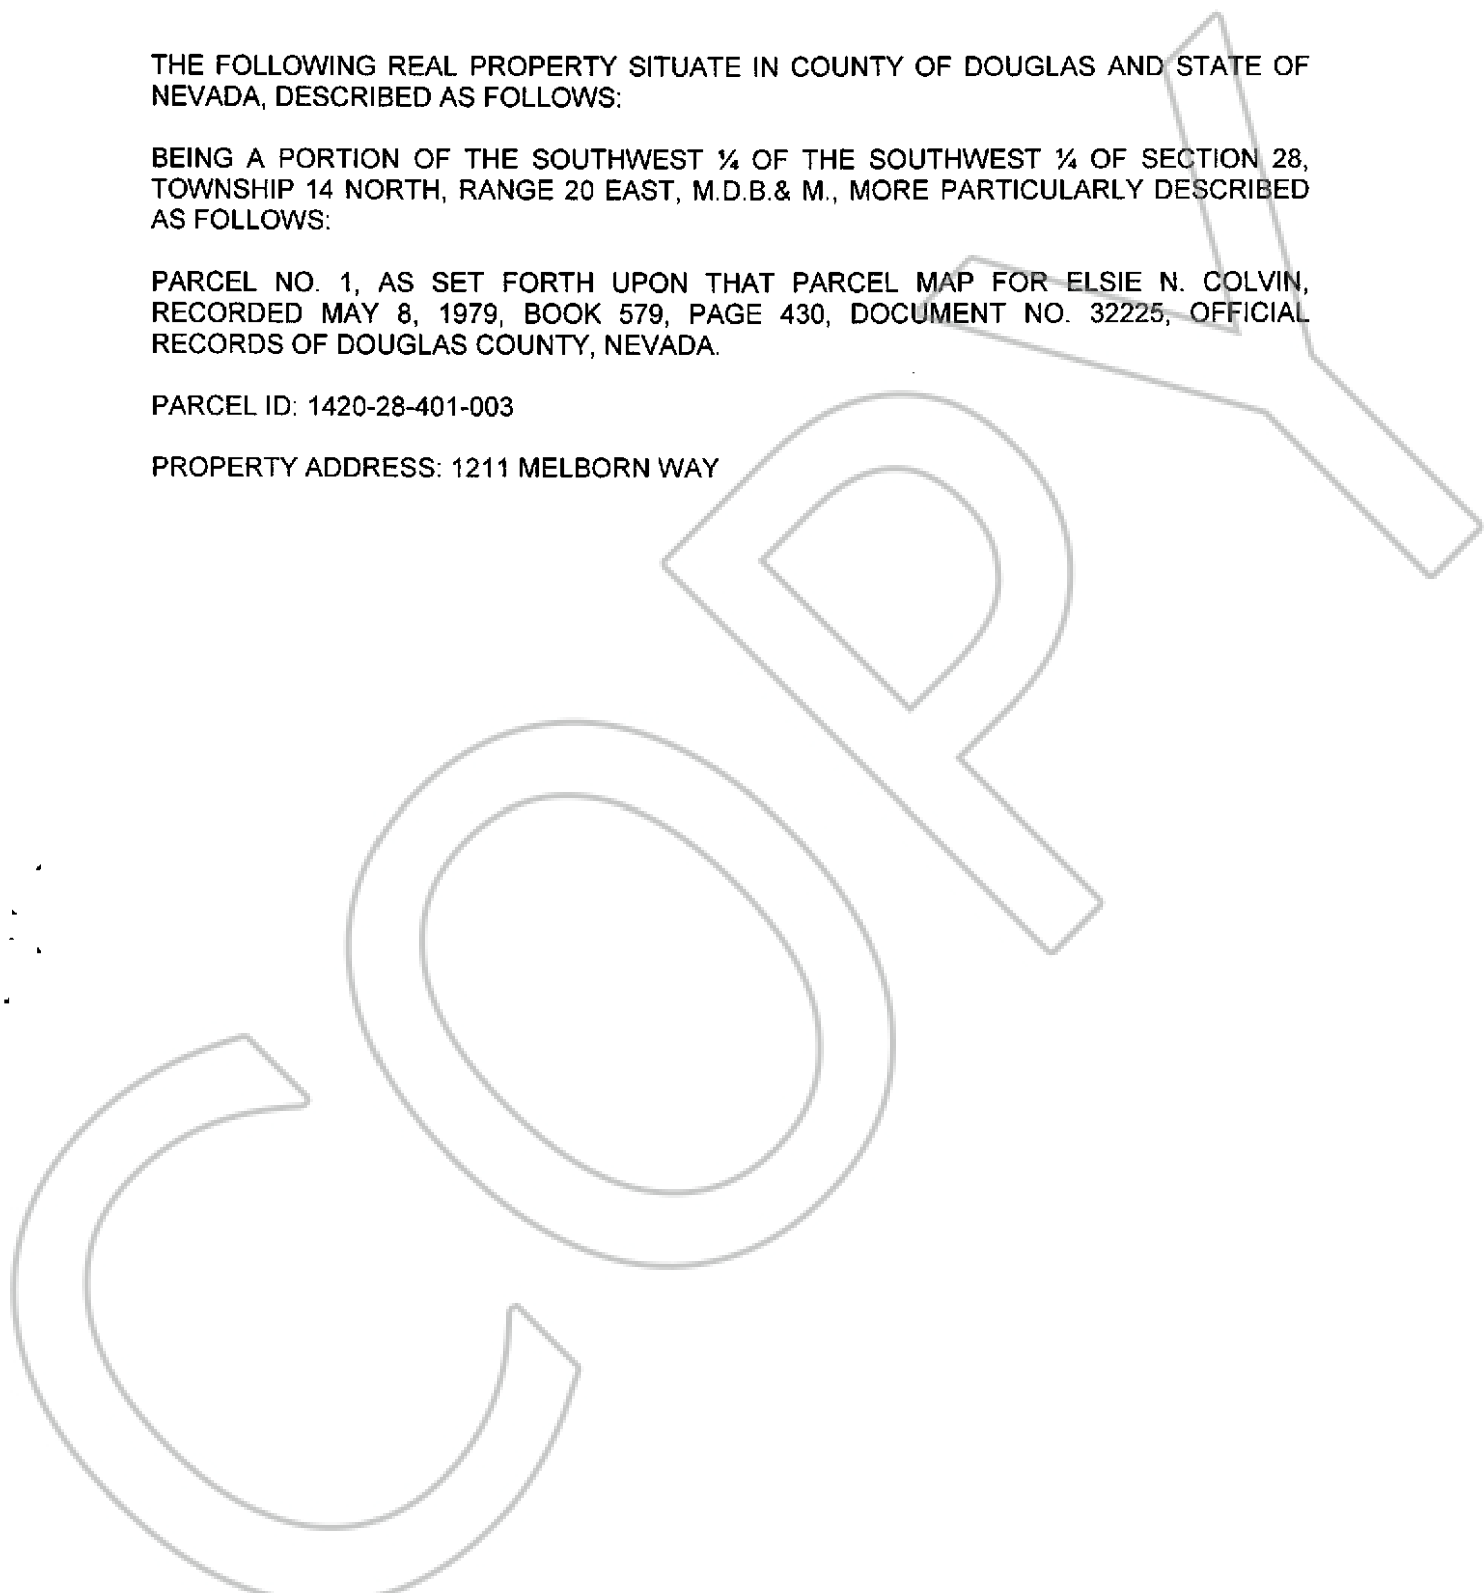 THE FOLLOWING REAL PROPERTY SITUATE IN COUNTY OF DOUGLAS AND STATE OF
NEVADA, DESCRIBED AS FOLLOWS:
BEING A PORTION OF THE SOUTHWEST ¼ OF THE SOUTHWEST ¼ OF SECTION 28,
TOWNSHIP 14 NORTH, RANGE 20 EAST, M.D.B.& M., MORE PARTICULARLY DESCRIBED
AS FOLLOWS:
PARCEL NO. 1, AS SET FORTH UPON THAT PARCEL MAP FOR ELSIE N. COLVIN,
RECORDED MAY 8, 1979, BOOK 579, PAGE 430, DOCUMENT NO. 32225, OFFICIAL
RECORDS OF DOUGLAS COUNTY, NEVADA.
PARCEL ID: 1420-28-401-003
PROPERTY ADDRESS: 1211 MELBORN WAY
COPY